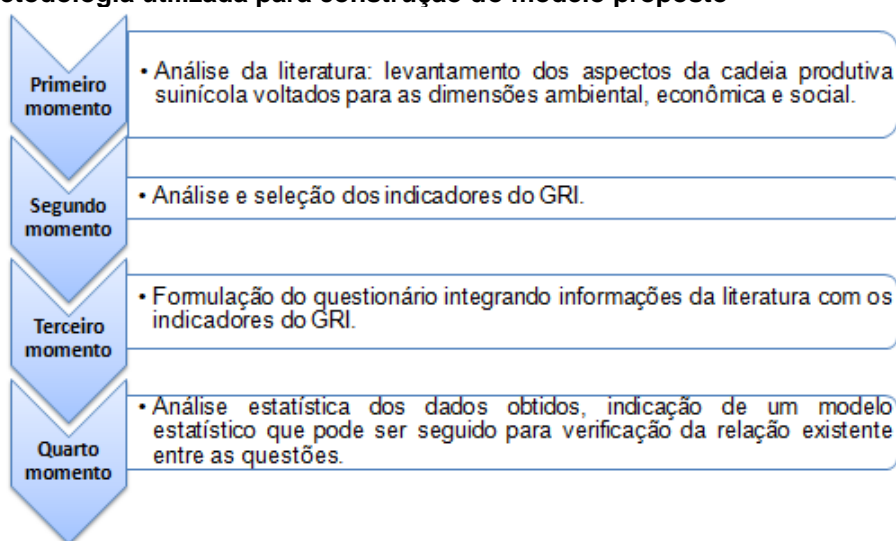 etodologia utilizada para construção do modelo proposto
Primeiro
momento
• Análise da literatura: levantamento dos aspectos da cadeia produtiva
suinícola voltados para as dimensões ambiental, econômica e social.
Segundo
momento
• Análise e seleção dos indicadores do GRI.
Terceiro
momento
• Formulação do questionário integrando informações da literatura com os
indicadores do GRI.
Quarto
momento
• Análise estatística dos dados obtidos, indicação de um modelo
estatístico que pode ser seguido para verificação da relação existente
entre as questões.